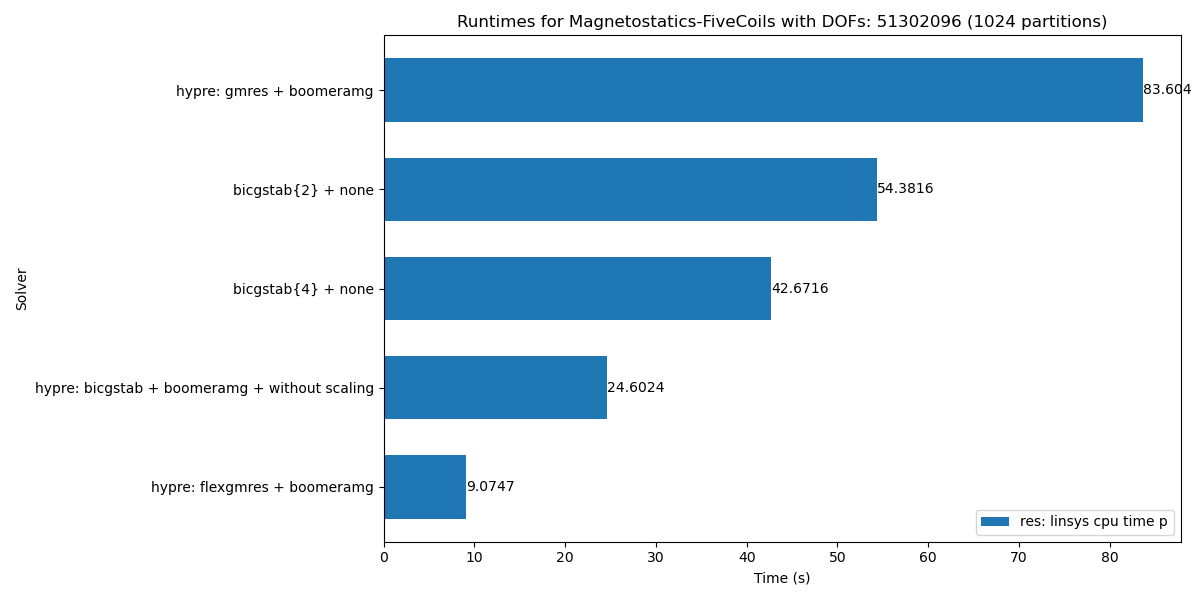 Runtimes for Magnetostatics-FiveCoils with DOFs: 51302096 (1024 partitions)
hypre: gmres + boomeramg
83.604
bicgstab{2} + none
54.3816
bicgstab{4} + none
42.6716
Solver
hypre: bicgstab + boomeramg + without scaling
24.6024
hypre: flexgmres + boomeramg
9.0747
res: linsys cpu time p
0 10 20 30 40 50 60 70 80
Time (s)